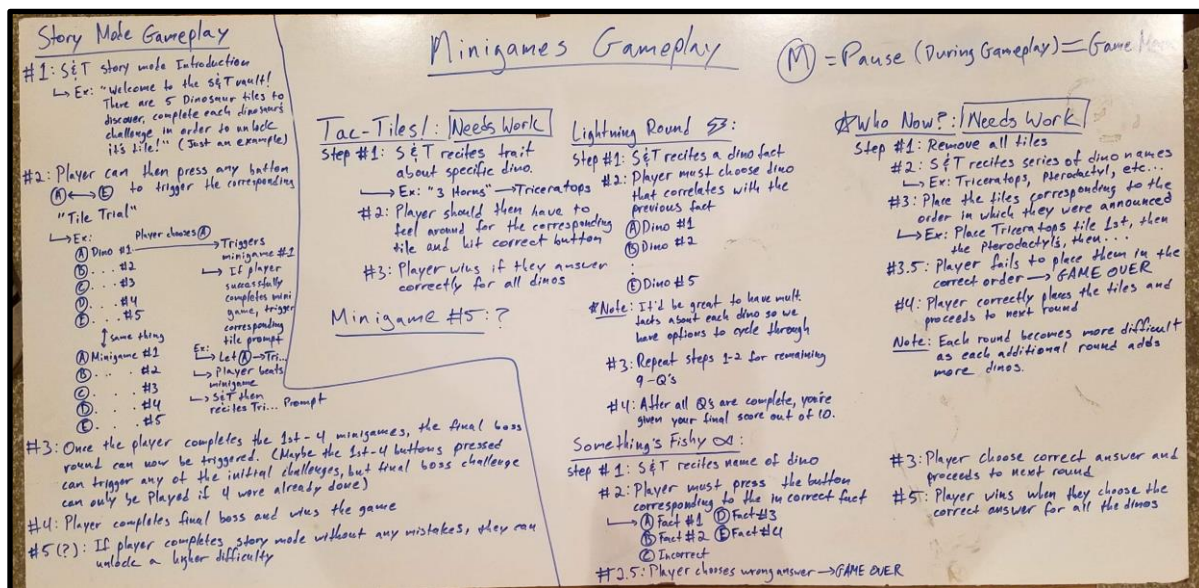 Story Mode Gameplay
#1: S&T story mode Introduction
↳ Ex: "Welcome to the S&T vault!
There are 5 Dinosaur tiles to
discover, complete each dinosaur's
challenge in order to unlock
it's tile!" (Just an example)
#2: Player can then press any button
Ⓐ↔Ⓔ to trigger the corresponding
"Tile Trial"
↳ Ex: Player chooses Ⓐ
Ⓐ Dino #1 → Triggers
minigame #1
Ⓑ . . . #2
Ⓒ . . . #3
Ⓓ . . . #4
Ⓔ . . . #5
↳ If player
successfully
completes mini
game, trigger
corresponding
tile prompt
↕ same thing
Ⓐ Minigame #1
Ⓑ . . . #2
Ⓒ . . . #3
Ⓓ . . . #4
Ⓔ . . . #5
Ex:
↳ Let Ⓐ → Tri...
↳ Player beats
minigame
↳ S&T then
recites Tri... Prompt
#3: Once the player completes the 1st-4 minigames, the final boss
round can now be triggered. (Maybe the 1st-4 buttons pressed
can trigger any of the initial challenges, but final boss challenge
can only be played if 4 were already done)
#4: Player completes final boss and wins the game
#5(?): If player completes story mode without any mistakes, they can
unlock a higher difficulty
Minigames Gameplay
Ⓜ = Pause (During Gameplay) = Game
Tac-Tiles!: Needs Work
Step #1: S&T recites trait
about specific dino.
↳ Ex: "3 Horns" → Triceratops
#2: Player should then have to
feel around for the corresponding
tile and hit correct button
#3: Player wins if they answer
correctly for all dinos
Minigame #5: ?
Lightning Round:
Step #1: S&T recites a dino fact
#2: Player must choose dino
that correlates with the
previous fact
Ⓐ Dino #1
Ⓑ Dino #2
:
Ⓔ Dino #5
*Note: It'd be great to have mult.
facts about each dino so we
have options to cycle through
#3: Repeat steps 1-2 for remaining
9-Q's
#4: After all Qs are complete, you're
given your final score out of 10.
Something's Fishy:
Step #1: S&T recites name of dino
#2: Player must press the button
corresponding to the incorrect fact
↳ Ⓐ Fact #1 Ⓓ Fact #3
Ⓑ Fact #2 Ⓔ Fact #4
Ⓒ Incorrect
#2.5: Player chooses wrong answer → GAME OVER
☆Who Now?: Needs Work
Step #1: Remove all tiles
#2: S&T recites series of dino names
↳ Ex: Triceratops, Pterodactyl, etc...
#3: Place the tiles corresponding to the
order in which they were announced
↳ Ex: Place Triceratops tile 1st, then
the Pterodactyls, then...
#3.5: Player fails to place them in the
correct order → GAME OVER
#4: Player correctly places the tiles and
proceeds to next round
Note: Each round becomes more difficult
as each additional round adds
more dinos.
#3: Player choose correct answer and
proceeds to next round
#5: Player wins when they choose the
correct answer for all the dinos